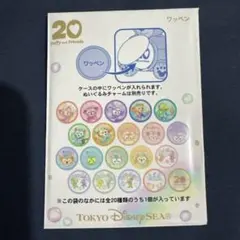 ワッペン
20
Duffy and Friends
ワッペン
ケースの中にワッペンが入れられます。
ぬいぐるみチャームは別売りです。
※この袋のなかには全20種類のうち1個が入っています
TOKYO DISNEY SEA